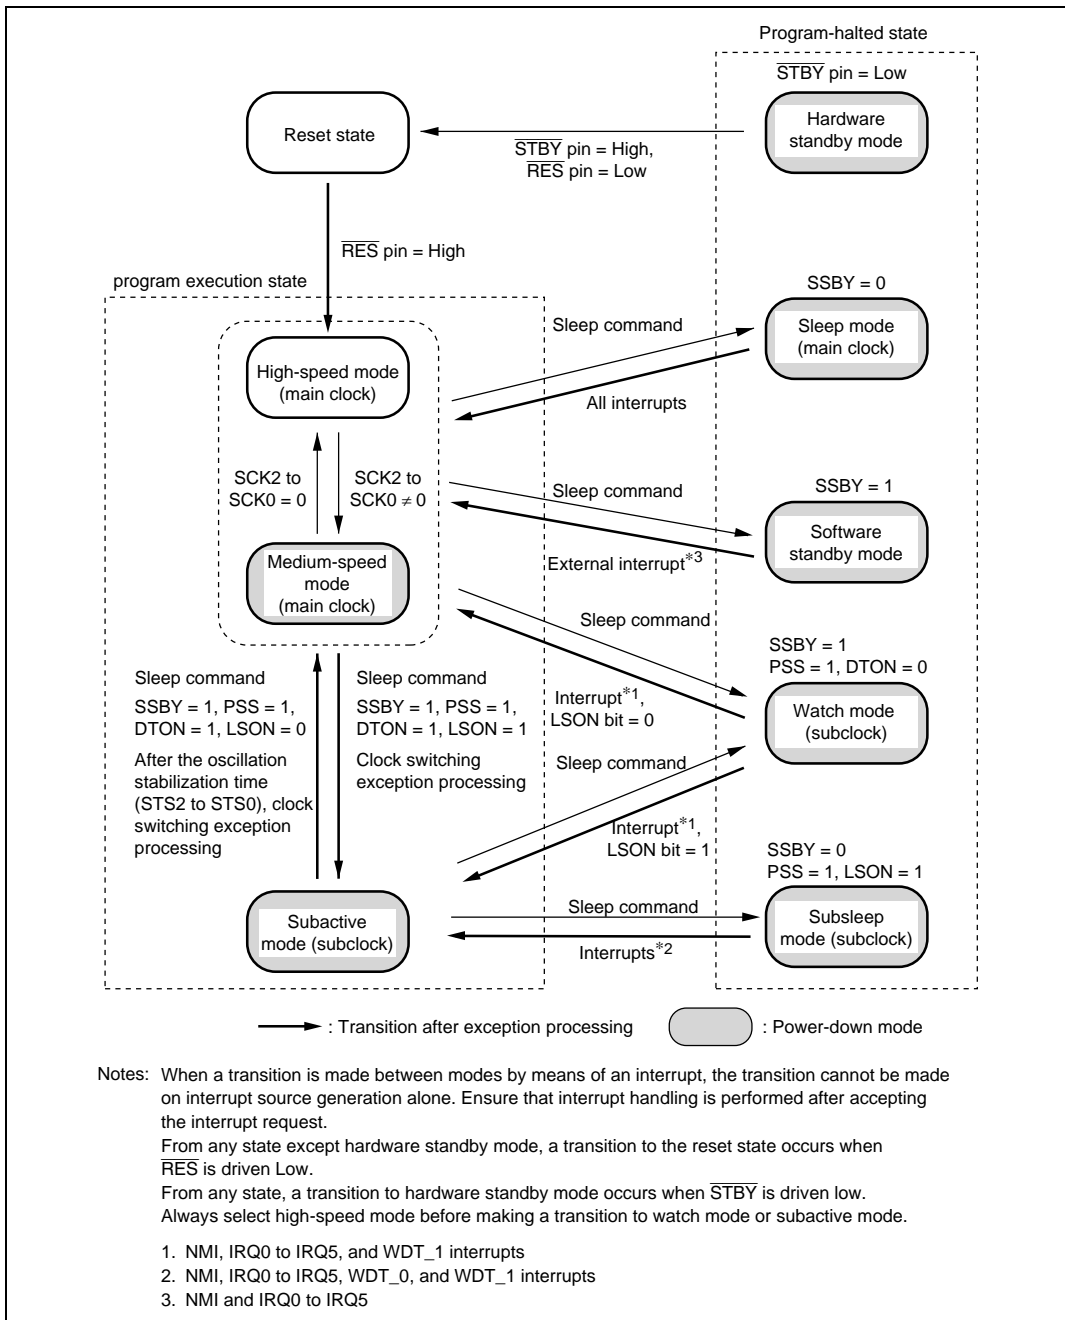 Program-halted state
STBY pin = Low
Hardware
standby mode
Reset state
STBY pin = High,
RES pin = Low
RES pin = High
program execution state
SSBY = 0
Sleep mode
(main clock)
Sleep command
All interrupts
High-speed mode
(main clock)
SCK2 to
SCK0 = 0
SCK2 to
SCK0 ≠ 0
Sleep command
SSBY = 1
Software
standby mode
External interrupt*3
Medium-speed
mode
(main clock)
Sleep command
SSBY = 1
PSS = 1, DTON = 0
Watch mode
(subclock)
Interrupt*1,
LSON bit = 0
Sleep command
SSBY = 1, PSS = 1,
DTON = 1, LSON = 0
After the oscillation
stabilization time
(STS2 to STS0), clock
switching exception
processing
Sleep command
SSBY = 1, PSS = 1,
DTON = 1, LSON = 1
Clock switching
exception processing
Sleep command
Interrupt*1,
LSON bit = 1
SSBY = 0
PSS = 1, LSON = 1
Subsleep
mode (subclock)
Sleep command
Interrupts*2
Subactive
mode (subclock)
: Transition after exception processing
: Power-down mode
Notes: When a transition is made between modes by means of an interrupt, the transition cannot be made
on interrupt source generation alone. Ensure that interrupt handling is performed after accepting
the interrupt request.
From any state except hardware standby mode, a transition to the reset state occurs when
RES is driven Low.
From any state, a transition to hardware standby mode occurs when STBY is driven low.
Always select high-speed mode before making a transition to watch mode or subactive mode.
1. NMI, IRQ0 to IRQ5, and WDT_1 interrupts
2. NMI, IRQ0 to IRQ5, WDT_0, and WDT_1 interrupts
3. NMI and IRQ0 to IRQ5